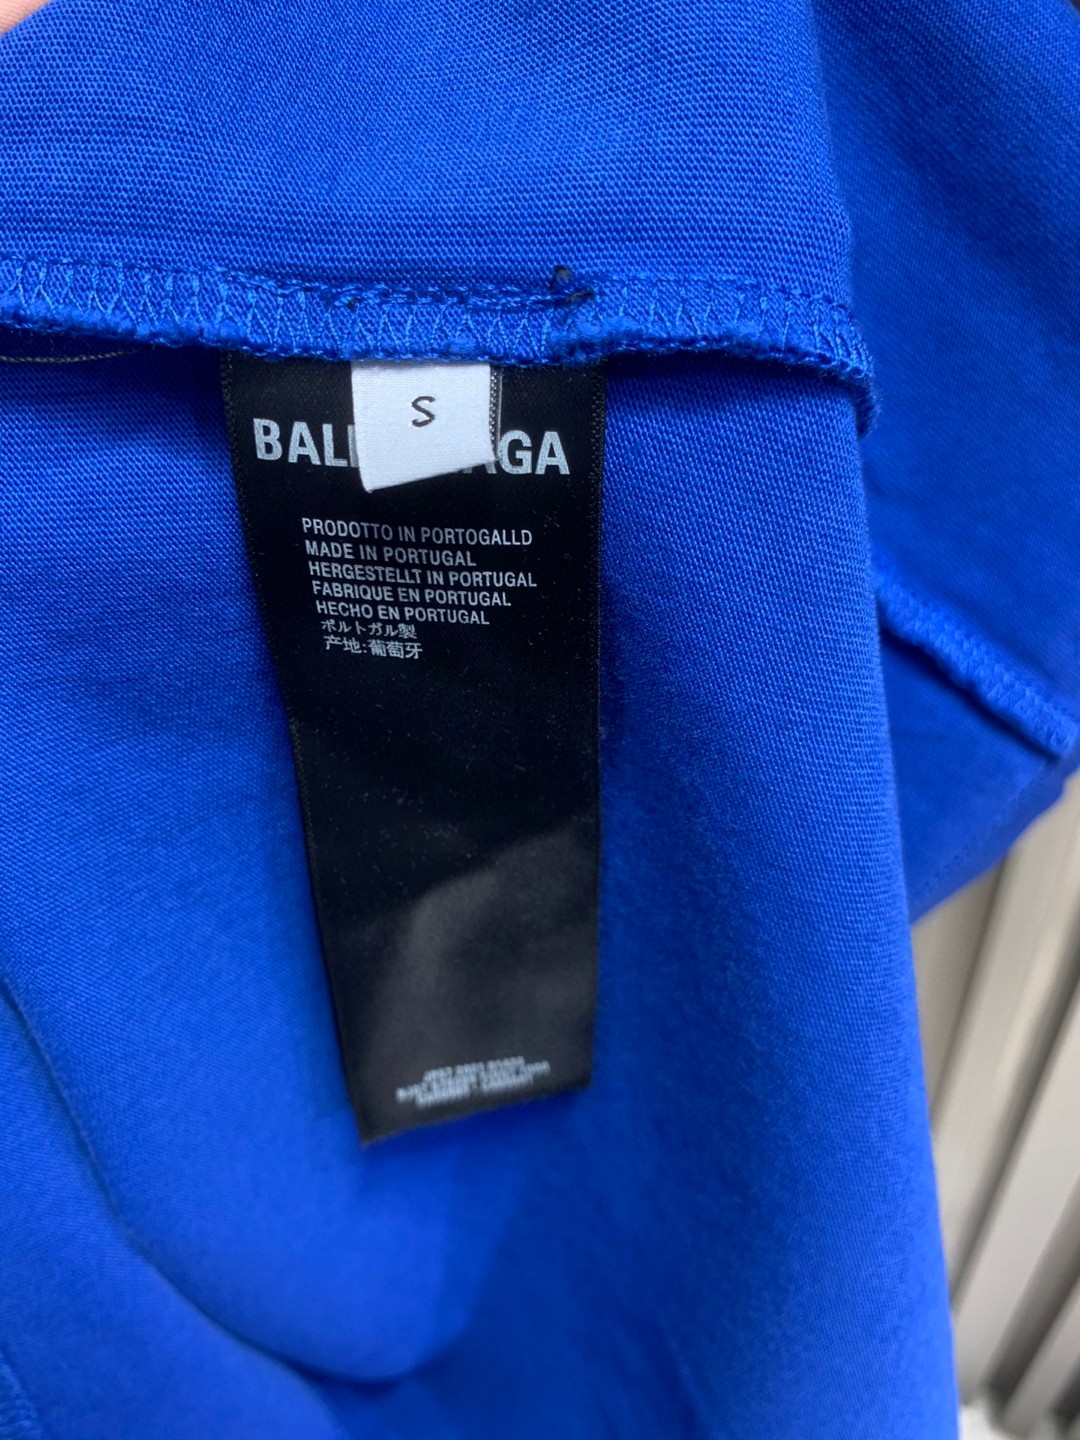 S
BAL AGA
PRODOTTO IN PORTOGALLD
MADE IN PORTUGAL
HERGESTELLT IN PORTUGAL
FABRIQUE EN PORTUGAL
HECHO EN PORTUGAL
ポルトガル製
产地:葡萄牙